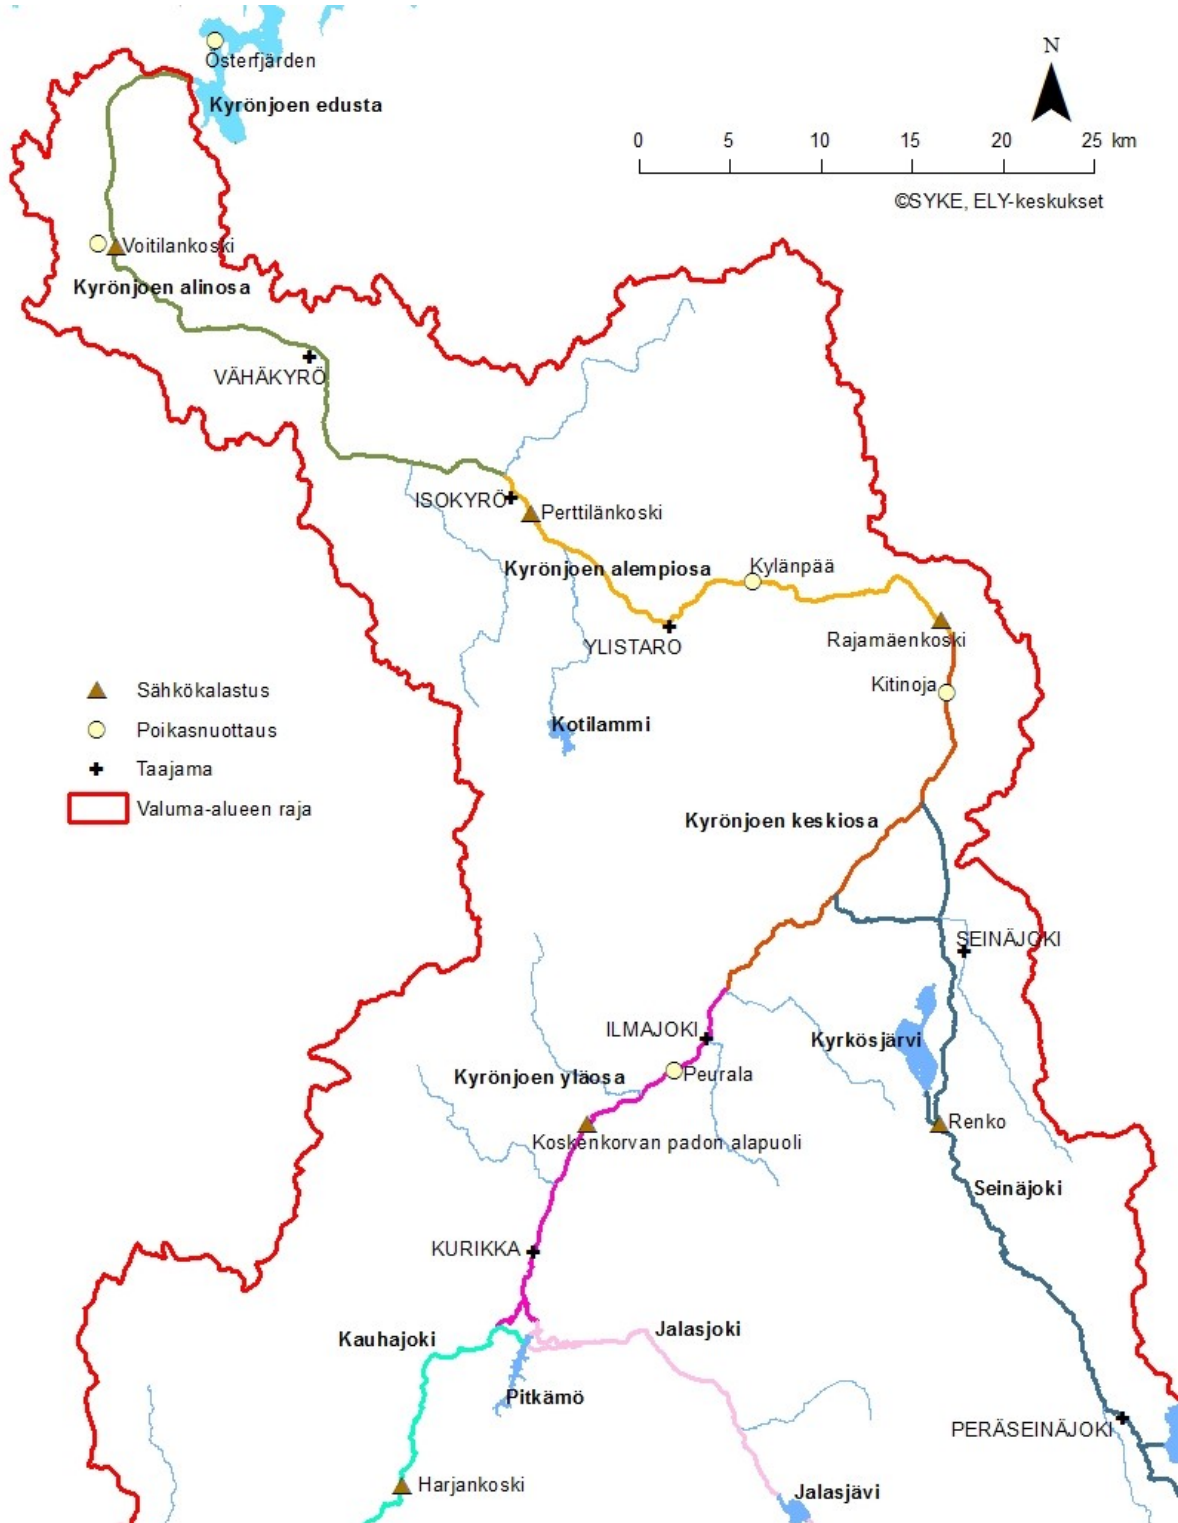 Österfjärden
Kyrönjoen edusta
N
0 5 10 15 20 25 km
©SYKE, ELY-keskukset
Voitilankoski
Kyrönjoen alinosa
VÄHÄKYRÖ
ISOKYRÖ
Perttilänkoski
Kyrönjoen alempiosa
Kylänpää
YLISTARO
Rajamäenkoski
Kitinoja
Sähkökalastus
Poikasnuottaus
Taajama
Valuma-alueen raja
Kotilammi
Kyrönjoen keskiosa
SEINÄJOKI
ILMAJOKI
Kyrkösjärvi
Kyrönjoen yläosa
Peurala
Koskenkorvan padon alapuoli
Renko
Seinäjoki
KURIKKA
Kauhajoki
Jalasjoki
Pitkämö
PERÄSEINÄJOKI
Harjankoski
Jalasjävi